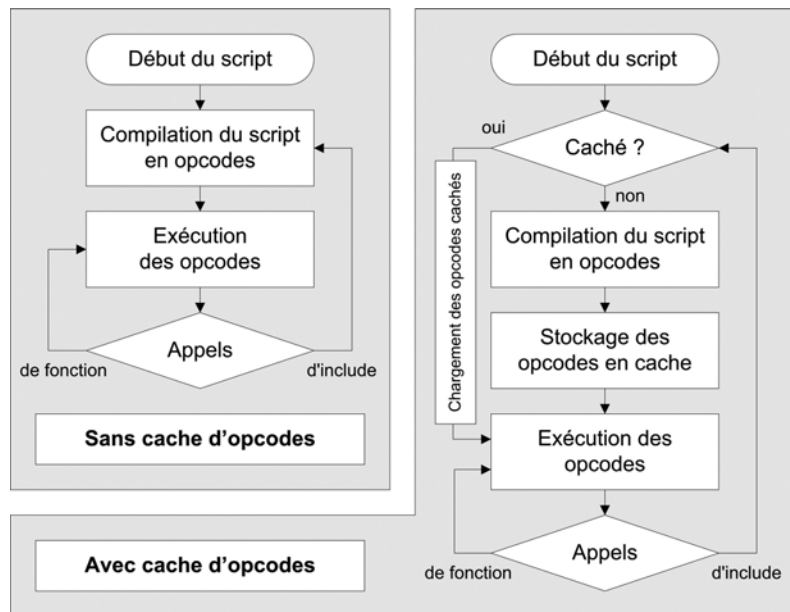 Début du script
Compilation du script
en opcodes
Exécution
des opcodes
Appels
de fonction
d'include
Sans cache d'opcodes
Début du script
oui
Caché ?
non
Chargement des opcodes cachés
Compilation du script
en opcodes
Stockage des
opcodes en cache
Exécution des
opcodes
Appels
de fonction
d'include
Avec cache d'opcodes